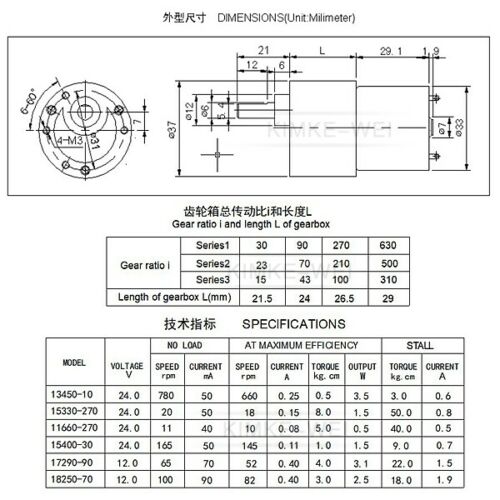 外型尺寸 DIMENSIONS(Unit:Milimeter)
21 L 29.1 1.9
12 6
6-60°
4-M3
ø31
7
ø37
ø12
ø6
5.4
ø7
ø33
KIMKE-WEI
齿轮箱总传动比i和长度L
Gear ratio i and length L of gearbox
Gear ratio i
Series1 30 90 270 630
Series2 23 70 210 500
Series3 15 43 100 310
Length of gearbox L(mm) 21.5 24 26.5 29
KIMKE-WEI
技术指标 SPECIFICATIONS
MODEL VOLTAGE V NO LOAD AT MAXIMUM EFFICIENCY STALL
SPEED rpm CURRENT mA SPEED rpm CURRENT A TORQUE kg. cm OUTPUT W TORQUE kg. cm CURRENT A
13450-10 24.0 780 50 660 0.25 0.5 3.5 3.0 0.6
15330-270 24.0 20 50 18 0.15 8.0 1.5 50.0 0.8
11660-270 24.0 11 40 10 0.08 5.0 0.5 40.0 0.5
15400-30 24.0 165 50 145 0.11 1.0 1.5 9.0 0.7
17290-90 12.0 65 70 52 0.40 4.0 3.1 22.0 1.5
18250-70 12.0 100 90 82 0.40 3.0 2.5 18.0 1.9